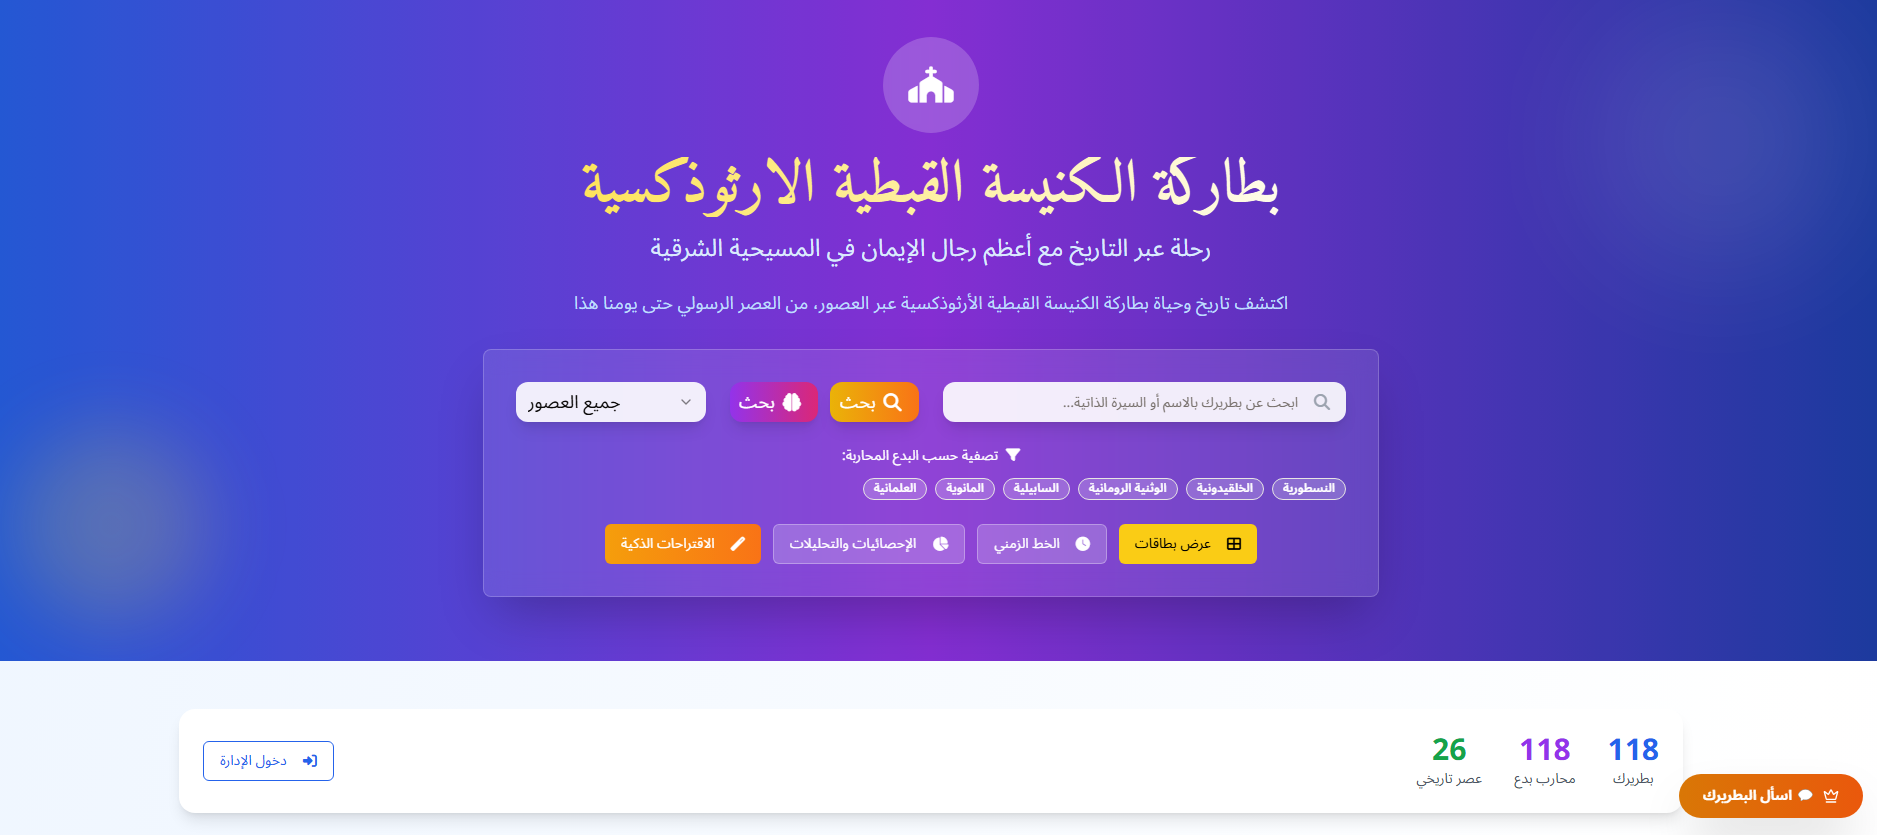 بطاركة الكنيسة القبطية الارثوذكسية
رحلة عبر التاريخ مع أعظم رجال الإيمان في المسيحية الشرقية
اكتشف تاريخ وحياة بطاركة الكنيسة القبطية الأرثوذكسية عبر العصور، من العصر الرسولي حتى يومنا هذا
ابحث عن بطريرك بالاسم أو السيرة الذاتية...
بحث
بحث
جميع العصور
تصفية حسب البدع المحاربة:
النسطورية
الخلقيدونية
الوثنية الرومانية
السابيلية
المانوية
العلمانية
عرض بطاقات
الخط الزمني
الإحصائيات والتحليلات
الاقتراحات الذكية
118
بطريرك
118
محارب بدع
26
عصر تاريخي
دخول الإدارة
اسأل البطريرك